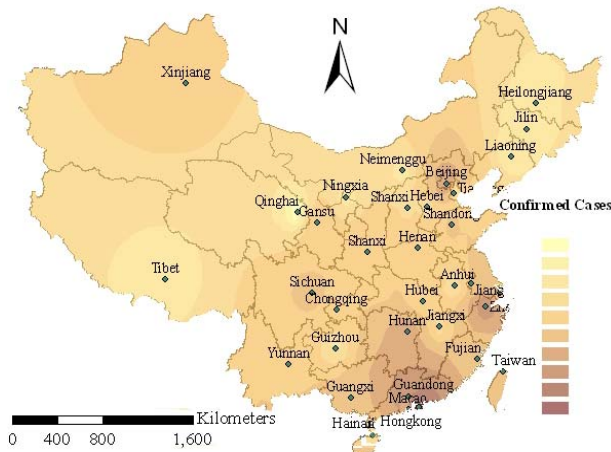 Xinjiang
Heilongjiang
Jilin
Liaoning
Neimenggu
Beijing
Ningxia
Shanxi Hebei
Qinghai
Gansu
Shandon
Confirmed Cases
Shanxi Henan
Tibet
Sichuan
Chongqing
Hubei
Anhui
Jiang
Hunan
Jiangxi
Guizhou
Yunnan
Fujian
Taiwan
Guangxi
Guandong
Macao
Hainan Hongkong
Kilometers
0 400 800 1,600